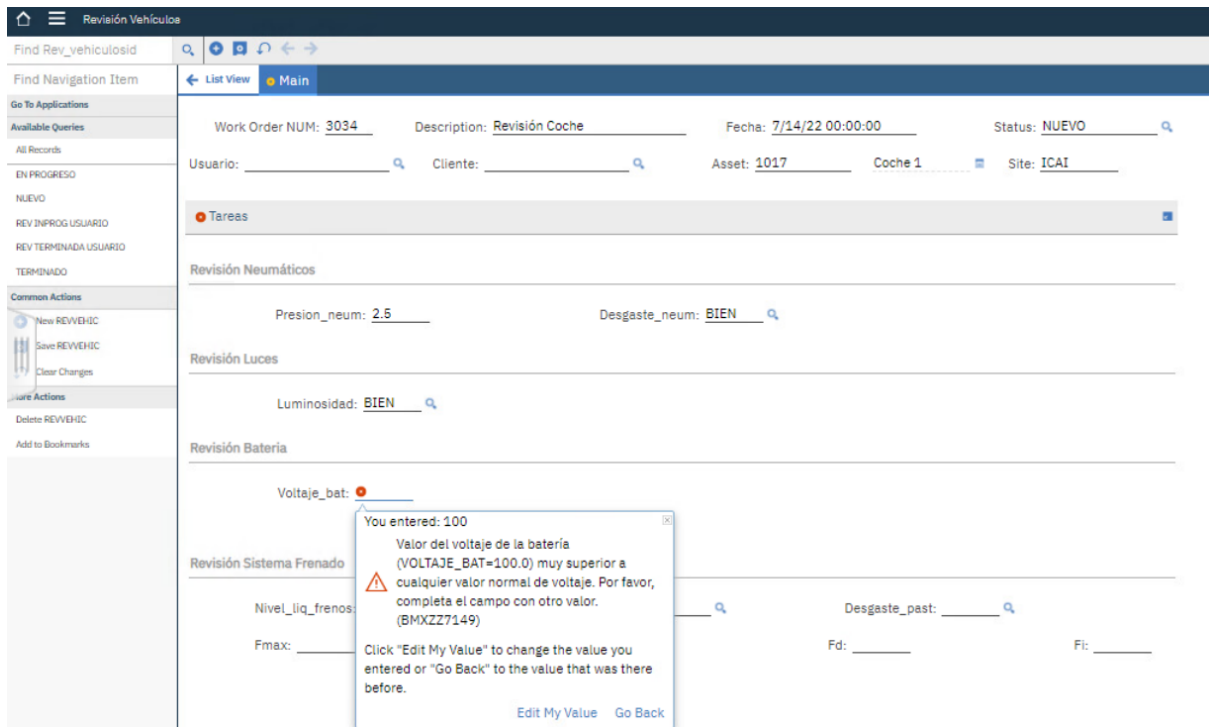 Revisión Vehículos
Find Rev_vehiculosid
Find Navigation Item
List View
Main
Go To Applications
Available Queries
All Records
EN PROGRESO
NUEVO
REV INPROG USUARIO
REV TERMINADA USUARIO
TERMINADO
Common Actions
New REVVEHIC
Save REVVEHIC
Clear Changes
More Actions
Delete REVVEHIC
Add to Bookmarks
Work Order NUM: 3034 Description: Revisión Coche Fecha: 7/14/22 00:00:00 Status: NUEVO
Usuario: Cliente: Asset: 1017 Coche 1 Site: ICAI
Tareas
Revisión Neumáticos
Presion_neum: 2.5 Desgaste_neum: BIEN
Revisión Luces
Luminosidad: BIEN
Revisión Bateria
Voltaje_bat:
You entered: 100
Valor del voltaje de la batería
(VOLTAJE_BAT=100.0) muy superior a
cualquier valor normal de voltaje. Por favor,
completa el campo con otro valor.
(BMXZZ7149)
Click "Edit My Value" to change the value you
entered or "Go Back" to the value that was there
before.
Edit My Value Go Back
Revisión Sistema Frenado
Nivel_liq_frenos: Desgaste_past:
Fmax: Fd: Fi: